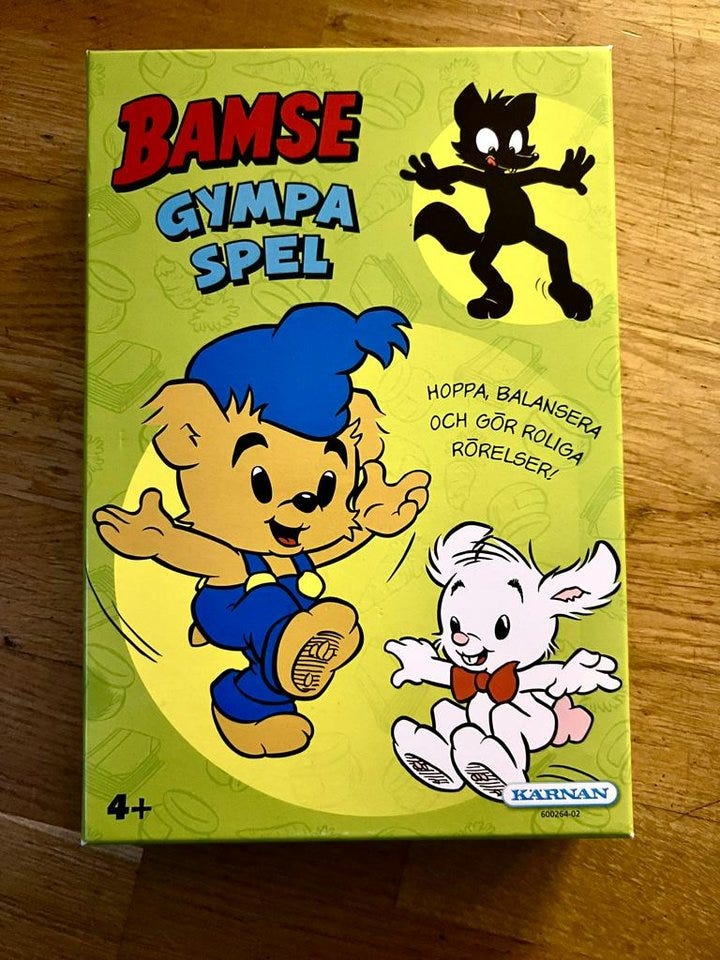 BAMSE
GYMPA
SPEL
HOPPA, BALANSERA
OCH GÖR ROLIGA
RÖRELSER!
4+
KÄRNAN
600264-02